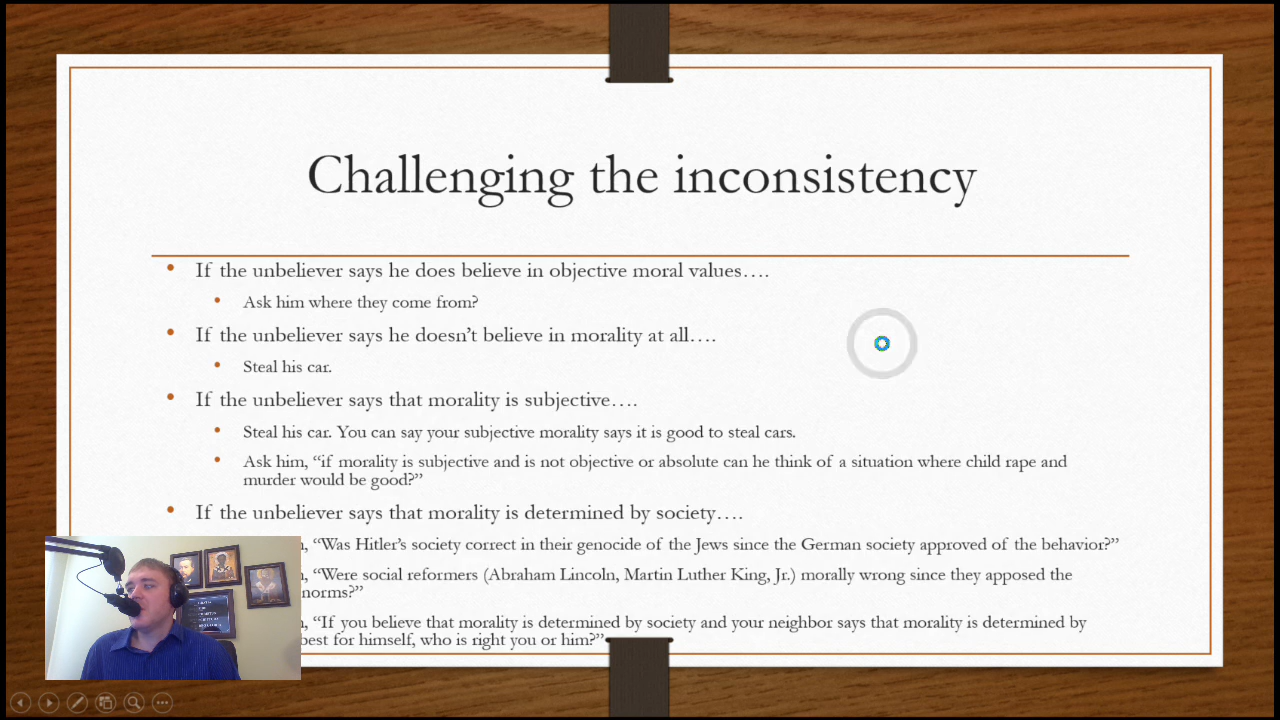 Challenging the inconsistency
If the unbeliever says he does believe in objective moral values….
Ask him where they come from?
If the unbeliever says he doesn’t believe in morality at all….
Steal his car.
If the unbeliever says that morality is subjective….
Steal his car. You can say your subjective morality says it is good to steal cars.
Ask him, “if morality is subjective and is not objective or absolute can he think of a situation where child rape and
murder would be good?”
If the unbeliever says that morality is determined by society….
“Was Hitler’s society correct in their genocide of the Jews since the German society approved of the behavior?”
“Were social reformers (Abraham Lincoln, Martin Luther King, Jr.) morally wrong since they apposed the
norms?”
“If you believe that morality is determined by society and your neighbor says that morality is determined by
best for himself, who is right you or him?”